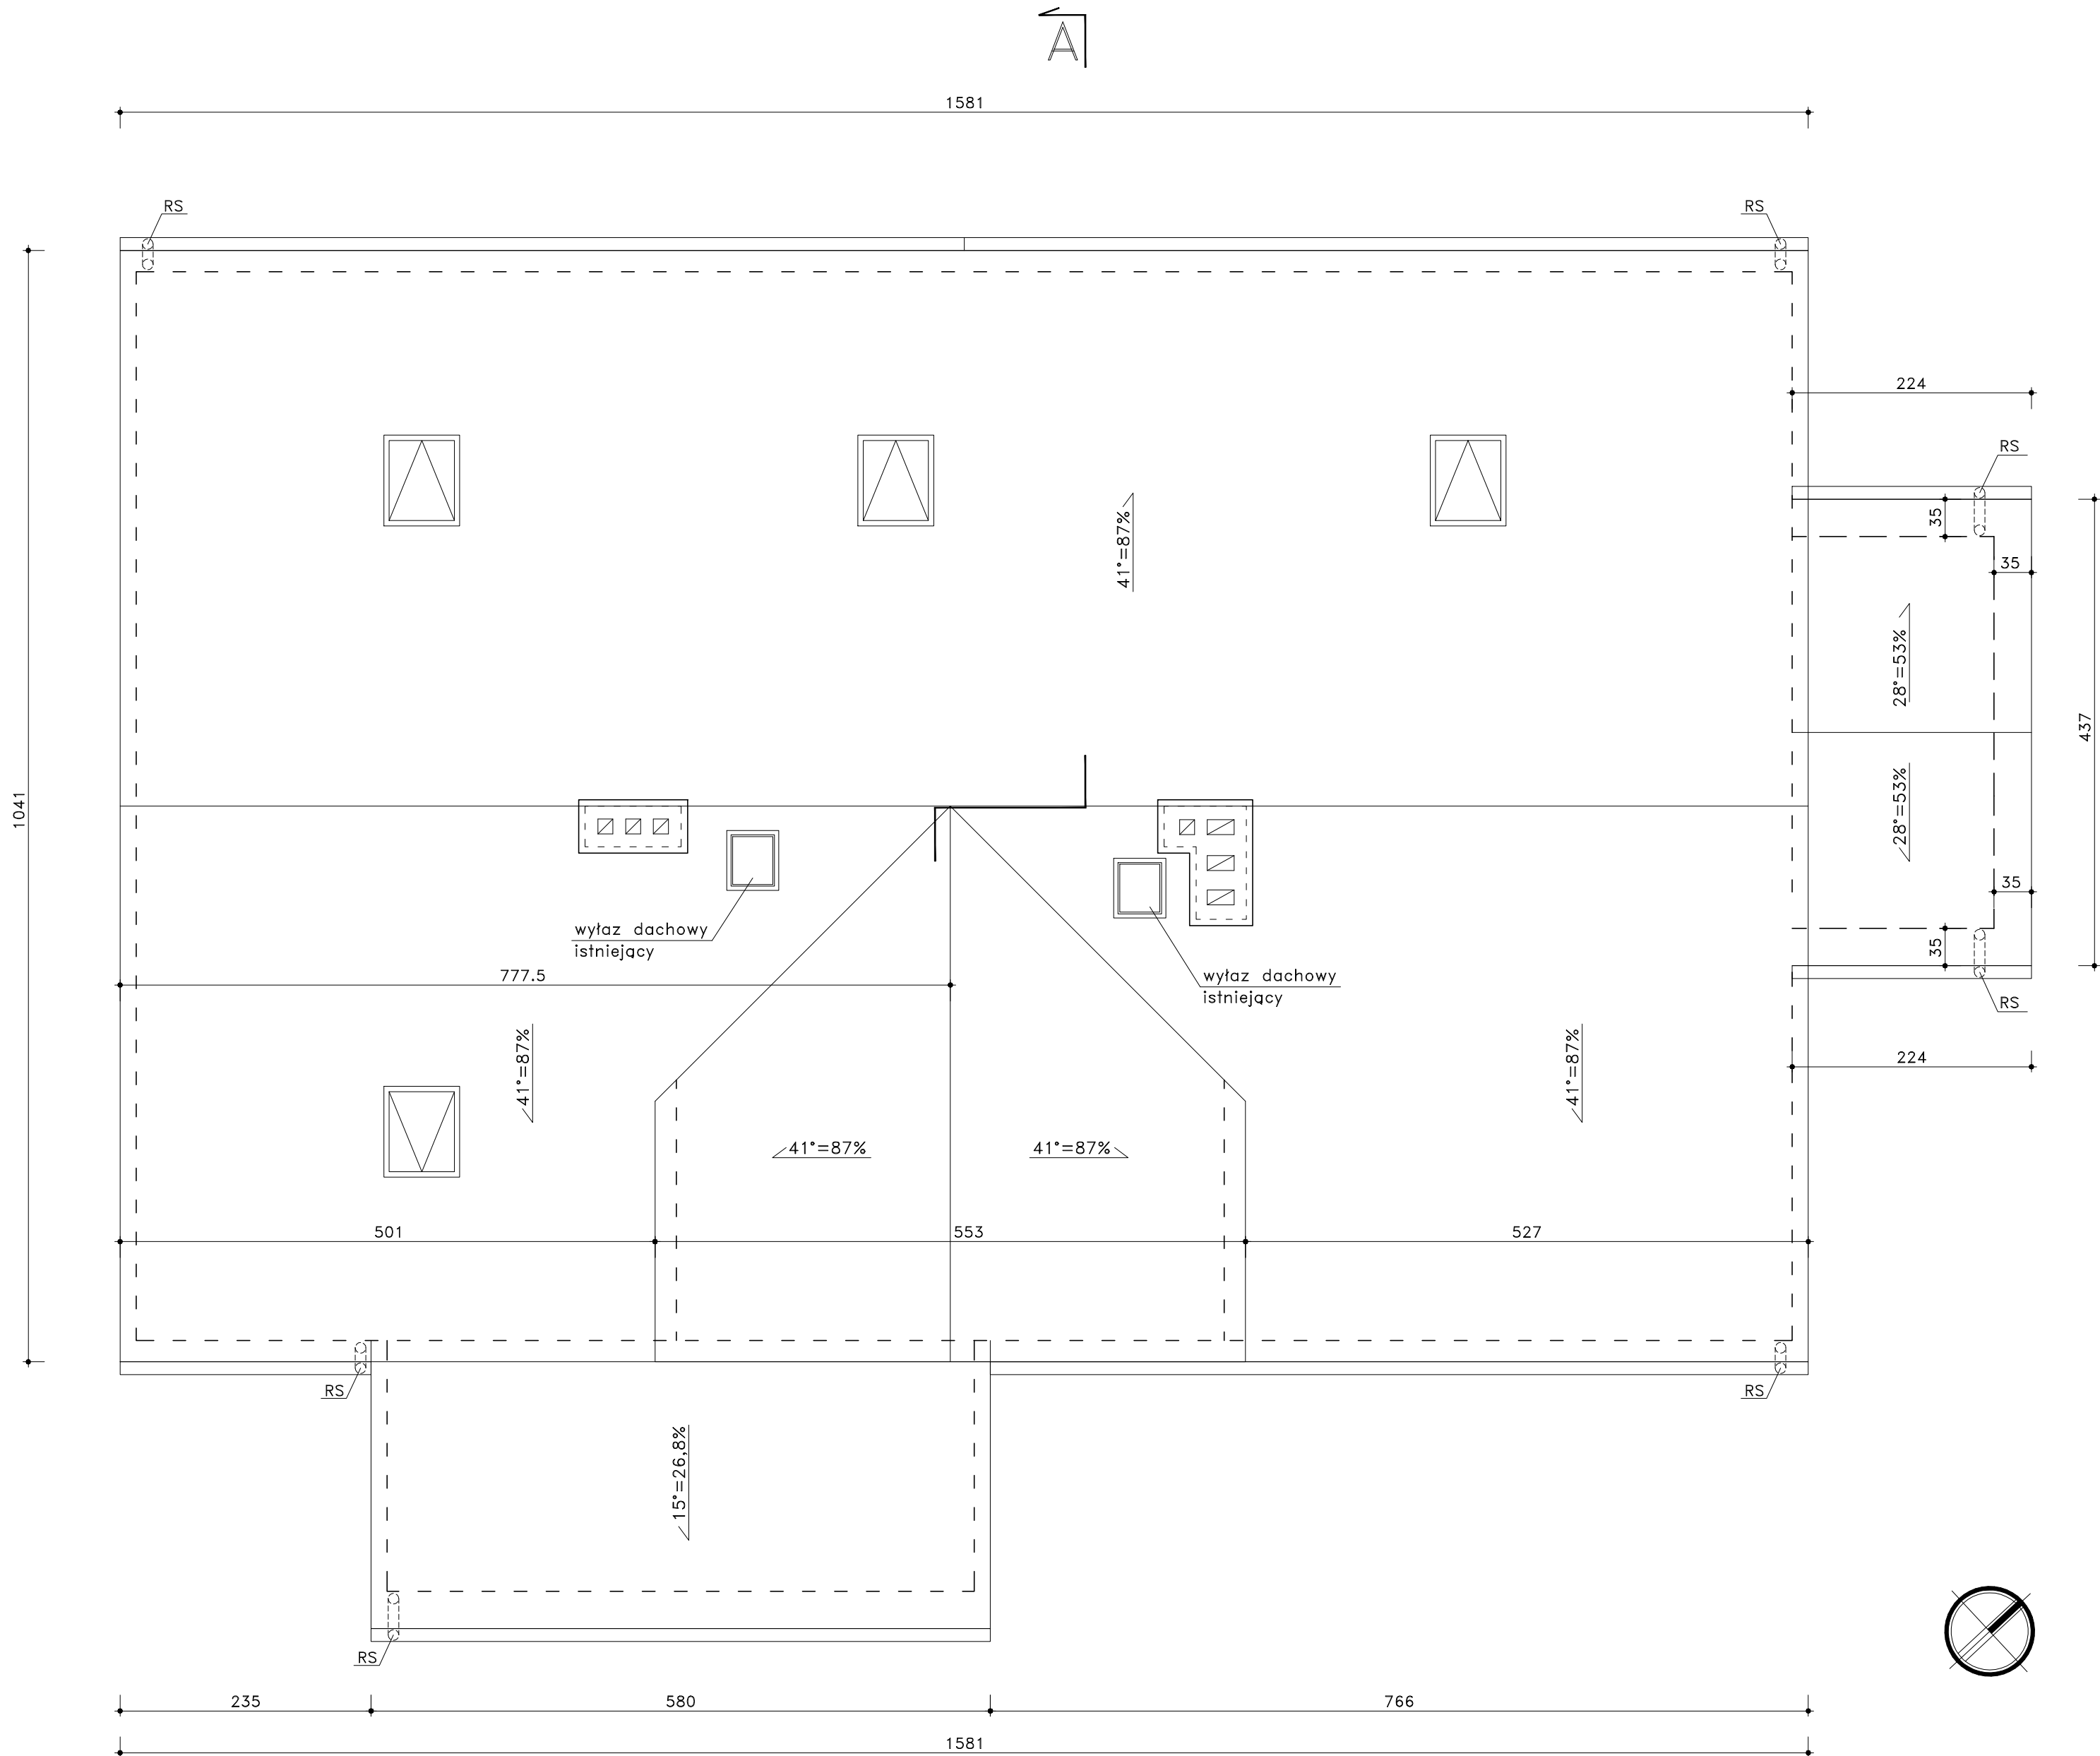 A
1581
RS
RS
224
RS
35
35
41°=87%
28°=53%
437
1041
28°=53%
35
wyłaz dachowy
istniejący
35
777.5
wyłaz dachowy
istniejący
RS
41°=87%
41°=87%
224
41°=87%
41°=87%
501
553
527
RS
RS
15°=26,8%
RS
235
580
766
1581